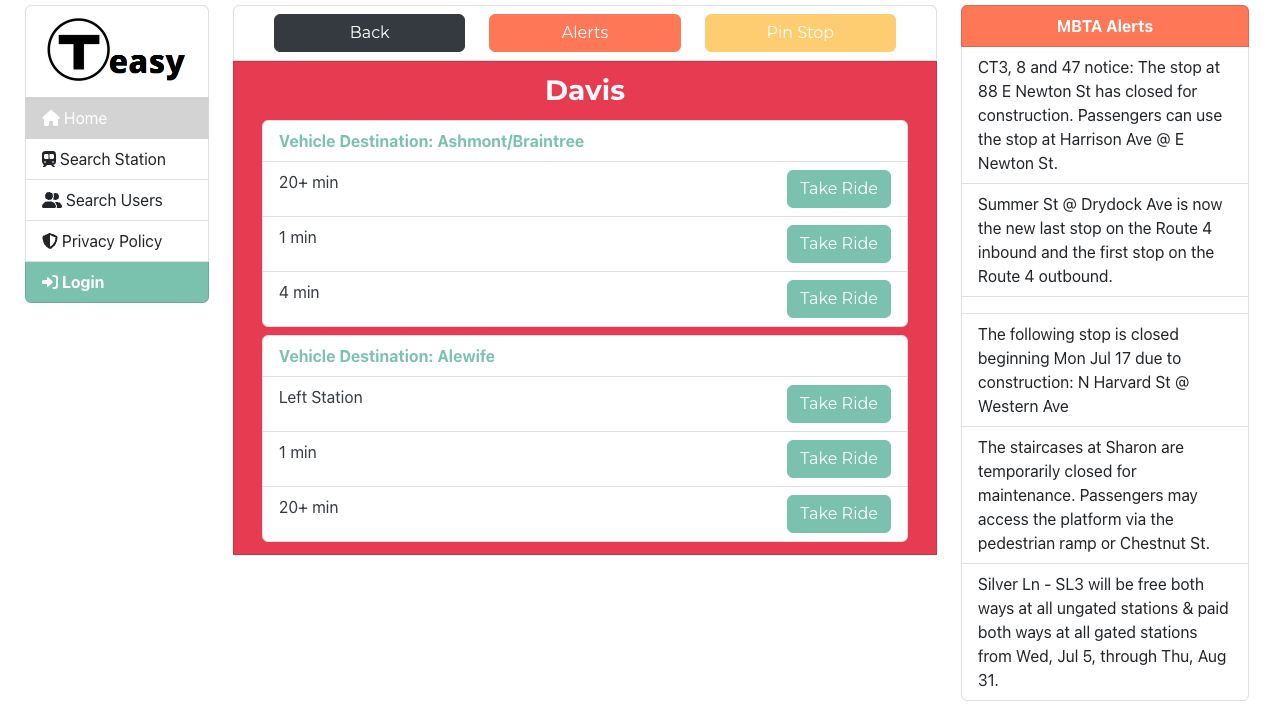 Teasy
Home
Search Station
Search Users
Privacy Policy
Login
Back
Alerts
Pin Stop
Davis
Vehicle Destination: Ashmont/Braintree
20+ min
Take Ride
1 min
Take Ride
4 min
Take Ride
Vehicle Destination: Alewife
Left Station
Take Ride
1 min
Take Ride
20+ min
Take Ride
MBTA Alerts
CT3, 8 and 47 notice: The stop at
88 E Newton St has closed for
construction. Passengers can use
the stop at Harrison Ave @ E
Newton St.
Summer St @ Drydock Ave is now
the new last stop on the Route 4
inbound and the first stop on the
Route 4 outbound.
The following stop is closed
beginning Mon Jul 17 due to
construction: N Harvard St @
Western Ave
The staircases at Sharon are
temporarily closed for
maintenance. Passengers may
access the platform via the
pedestrian ramp or Chestnut St.
Silver Ln - SL3 will be free both
ways at all ungated stations & paid
both ways at all gated stations
from Wed, Jul 5, through Thu, Aug
31.